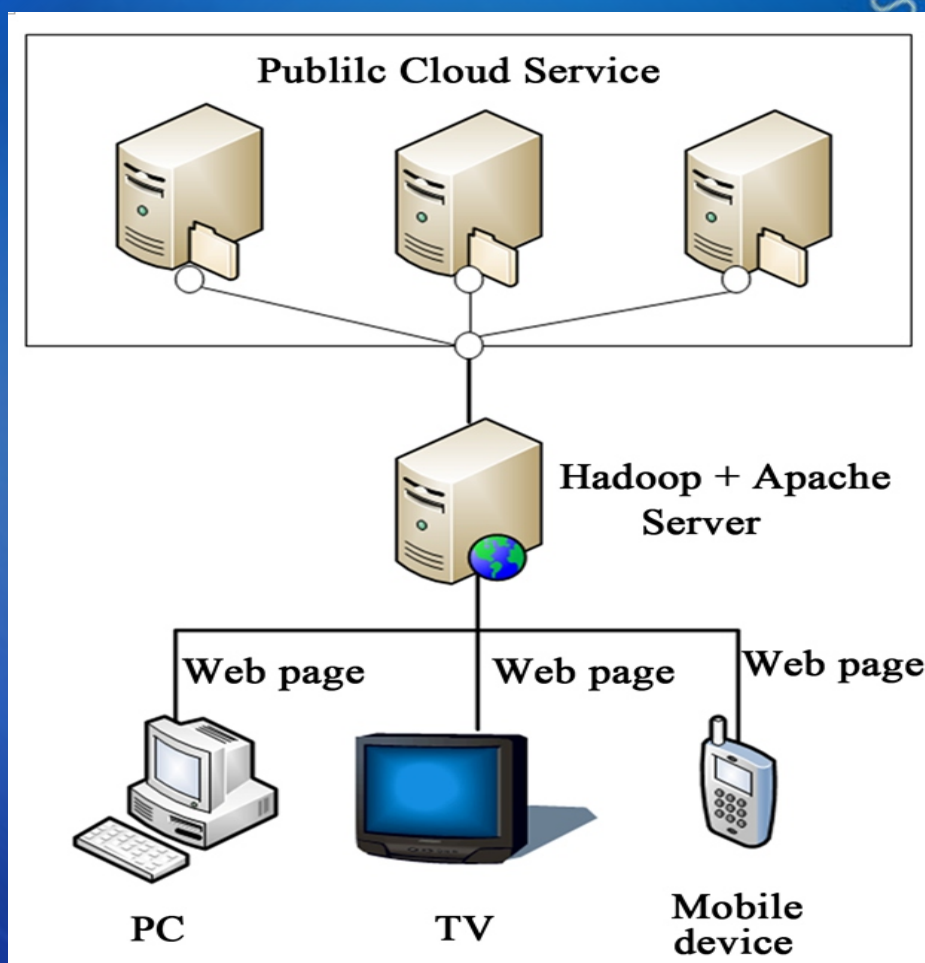 Publilc Cloud Service
Hadoop + Apache
Server
Web page
Web page
Web page
PC
TV
Mobile
device